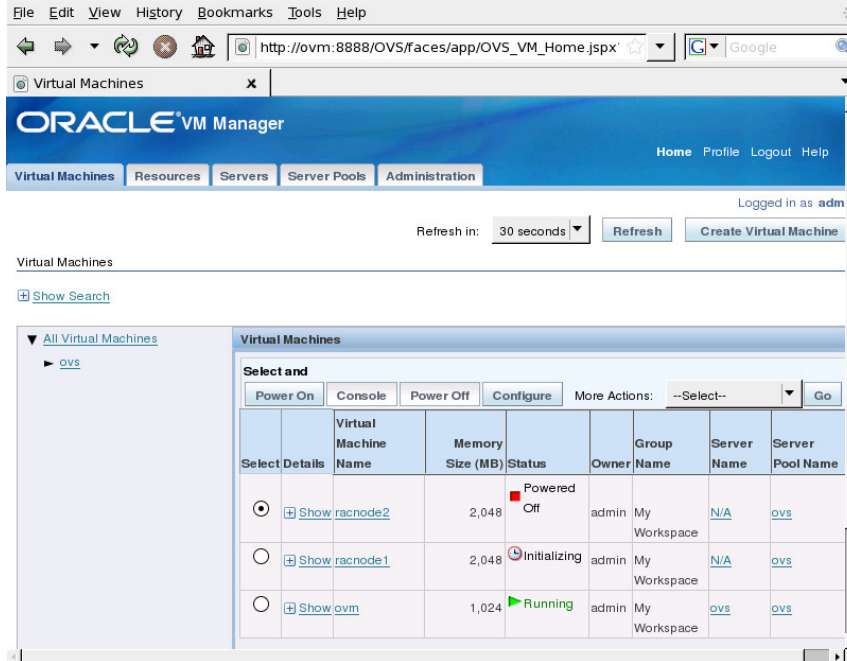 File Edit View History Bookmarks Tools Help
http://ovm:8888/OVS/faces/app/OVS_VM_Home.jspx
Google
Virtual Machines
ORACLE VM Manager
Home Profile Logout Help
Virtual Machines Resources Servers Server Pools Administration
Logged in as adm
Refresh in: 30 seconds Refresh Create Virtual Machine
Virtual Machines
Show Search
All Virtual Machines
ovs
Virtual Machines
Select and
Power On Console Power Off Configure More Actions: --Select-- Go
Select Details Virtual Machine Name Memory Size (MB) Status Owner Group Name Server Name Server Pool Name
Show racnode2 2,048 Powered Off admin My Workspace N/A ovs
Show racnode1 2,048 Initializing admin My Workspace N/A ovs
Show ovm 1,024 Running admin My Workspace ovs ovs